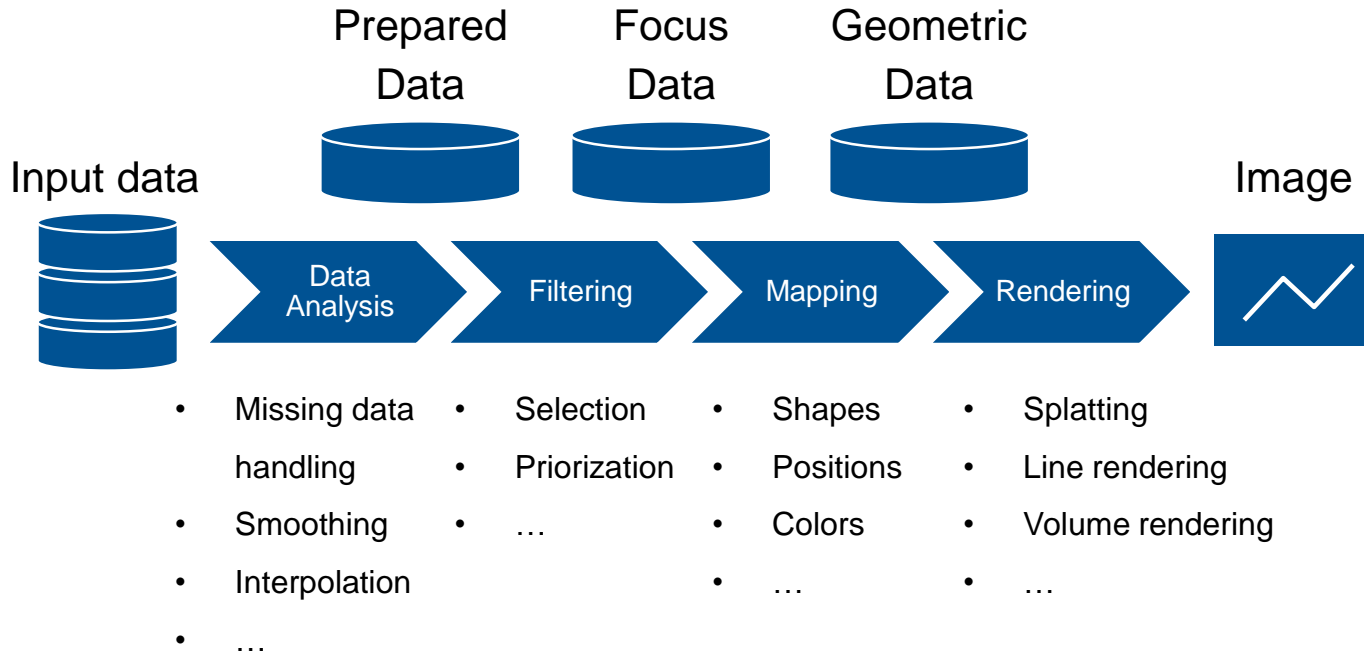 Prepared
Data
Focus
Data
Geometric
Data
Input data
Image
Data
Analysis
Filtering
Mapping
Rendering
• Missing data
handling
• Smoothing
• Interpolation
• …
• Selection
• Priorization
• …
• Shapes
• Positions
• Colors
• …
• Splatting
• Line rendering
• Volume rendering
• …